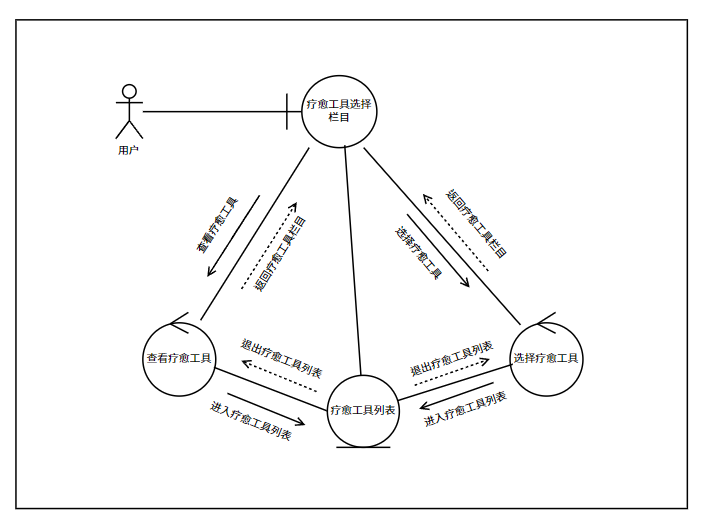 疗愈工具选择
栏目
用户
查看疗愈工具
返回疗愈工具栏目
选择疗愈工具
返回疗愈工具栏目
查看疗愈工具
退出疗愈工具列表
进入疗愈工具列表
疗愈工具列表
退出疗愈工具列表
进入疗愈工具列表
选择疗愈工具